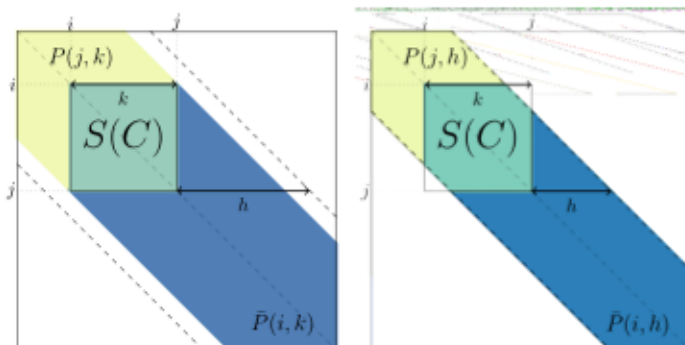 i
j
P(j, k)
i
k
S(C)
j
h
P̄(i, k)
i
j
P(j, h)
i
k
S(C)
j
h
P̄(i, h)